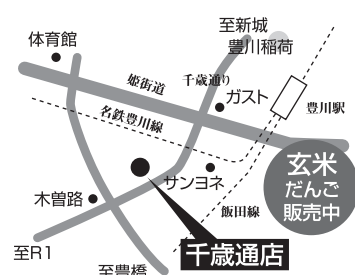 至新城
豊川稲荷
体育館
姫街道
千歳通り
ガスト
豊川駅
名鉄豊川線
玄米
だんご
販売中
サンヨネ
木曽路
飯田線
千歳通店
至R1
至豊橋